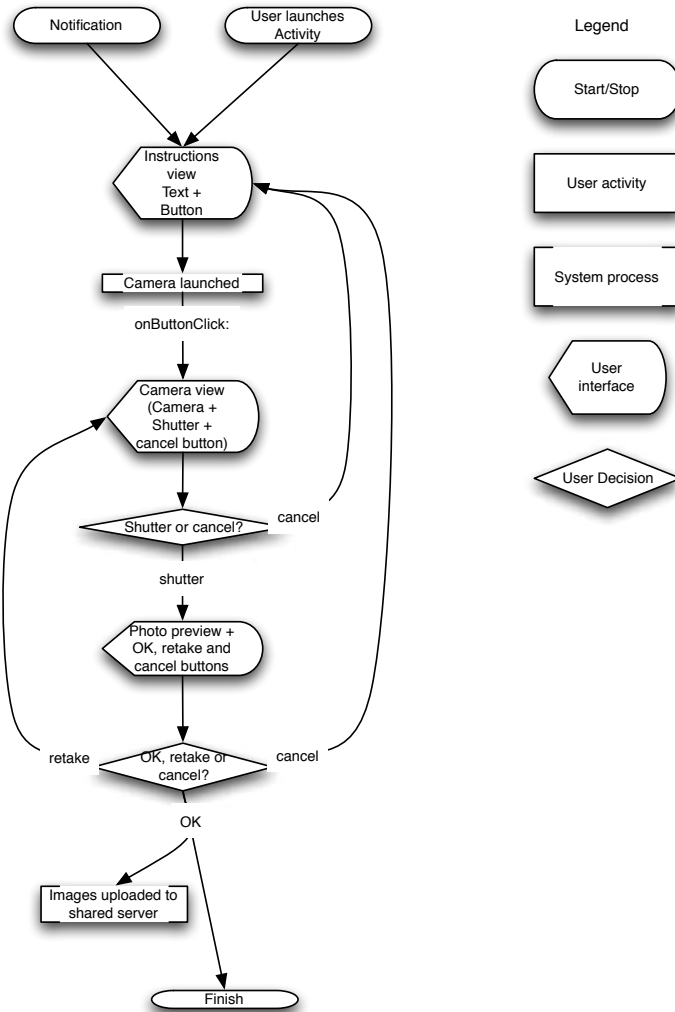 Notification
User launches
Activity
Instructions
view
Text +
Button
Camera launched
onButtonClick:
Camera view
(Camera +
Shutter +
cancel button)
Shutter or cancel?
cancel
shutter
Photo preview +
OK, retake and
cancel buttons
retake
OK, retake or
cancel?
cancel
OK
Images uploaded to
shared server
Finish
Legend
Start/Stop
User activity
System process
User
interface
User Decision